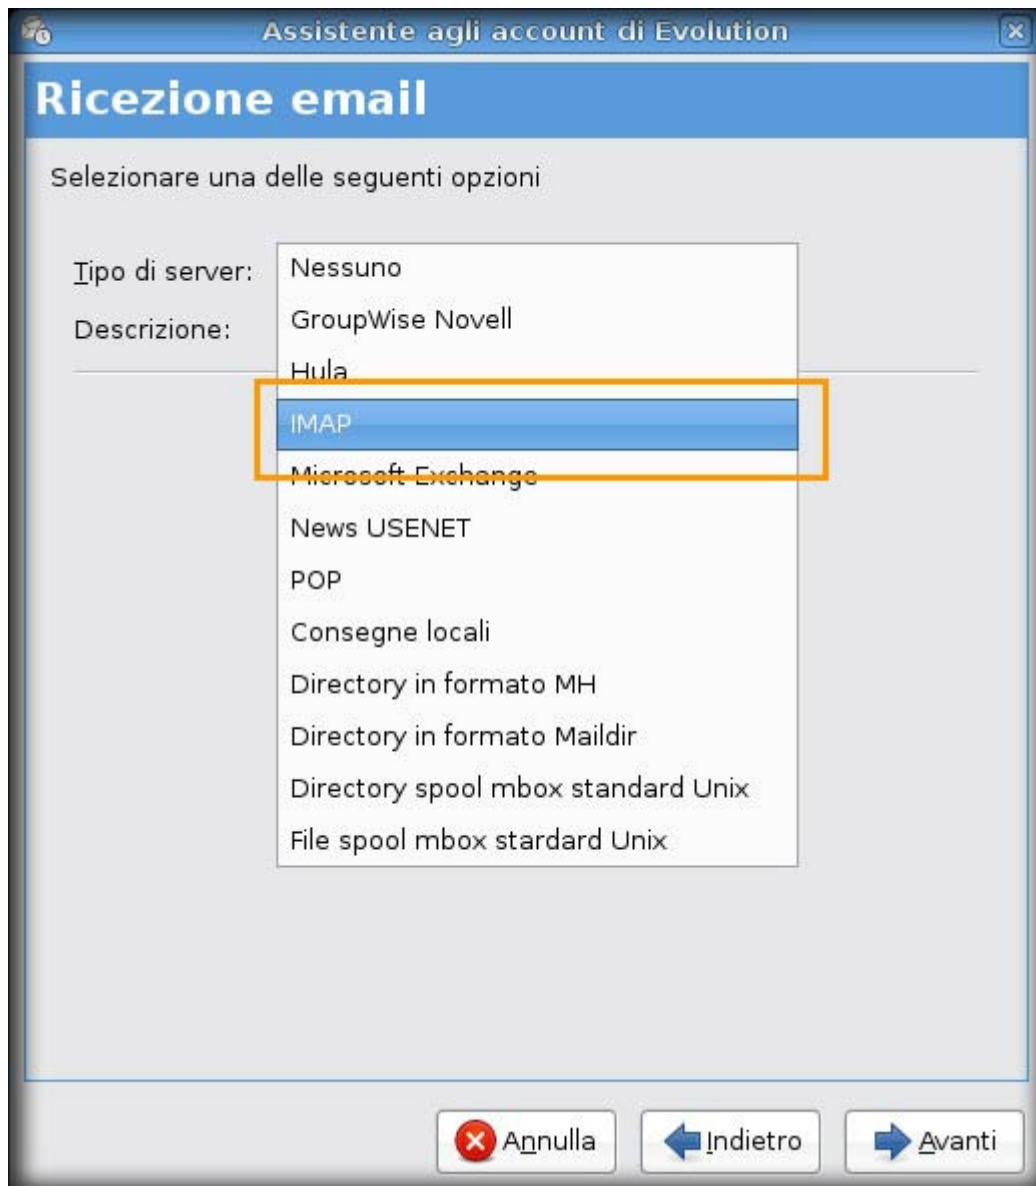 Assistente agli account di Evolution
Ricezione email
Selezionare una delle seguenti opzioni
Tipo di server:
Nessuno
Descrizione:
GroupWise Novell
Hula
IMAP
Microsoft Exchange
News USENET
POP
Consegne locali
Directory in formato MH
Directory in formato Maildir
Directory spool mbox standard Unix
File spool mbox stardard Unix
Annulla
Indietro
Avanti